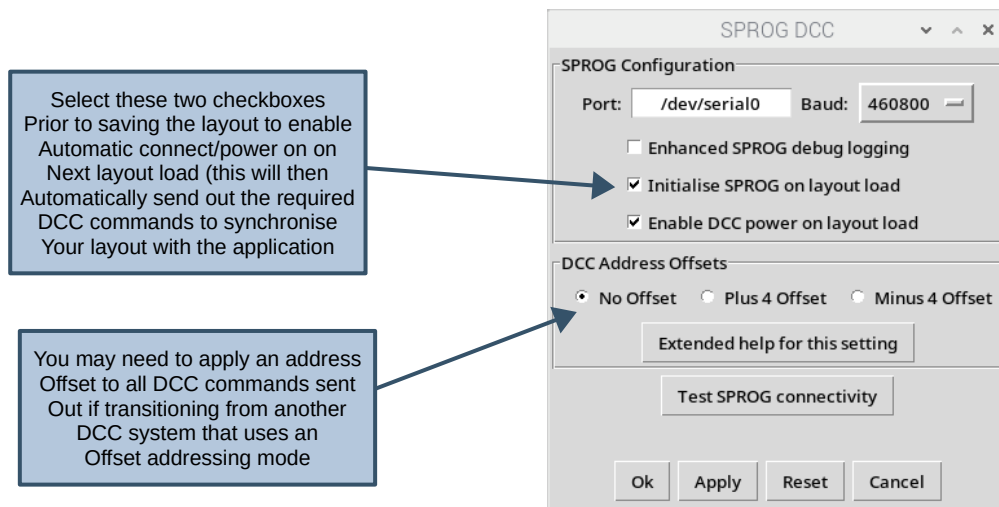 SPROG DCC
Select these two checkboxes
Prior to saving the layout to enable
Automatic connect/power on on
Next layout load (this will then
Automatically send out the required
DCC commands to synchronise
Your layout with the application
SPROG Configuration
Port: /dev/serial0 Baud: 460800
Enhanced SPROG debug logging
Initialise SPROG on layout load
Enable DCC power on layout load
You may need to apply an address
Offset to all DCC commands sent
Out if transitioning from another
DCC system that uses an
Offset addressing mode
DCC Address Offsets
No Offset Plus 4 Offset Minus 4 Offset
Extended help for this setting
Test SPROG connectivity
Ok Apply Reset Cancel